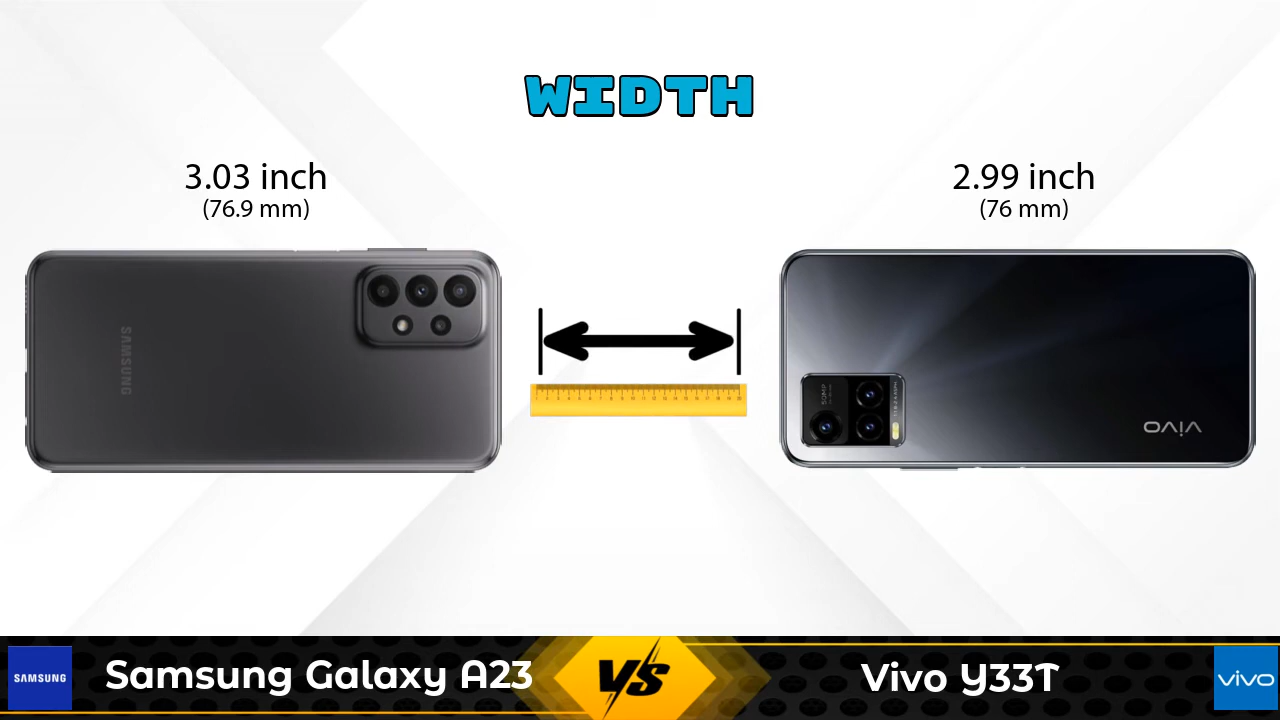 WIDTH
3.03 inch
(76.9 mm)
2.99 inch
(76 mm)
SAMSUNG
50MP
vivo
SAMSUNG
Samsung Galaxy A23
VS
Vivo Y33T
vivo